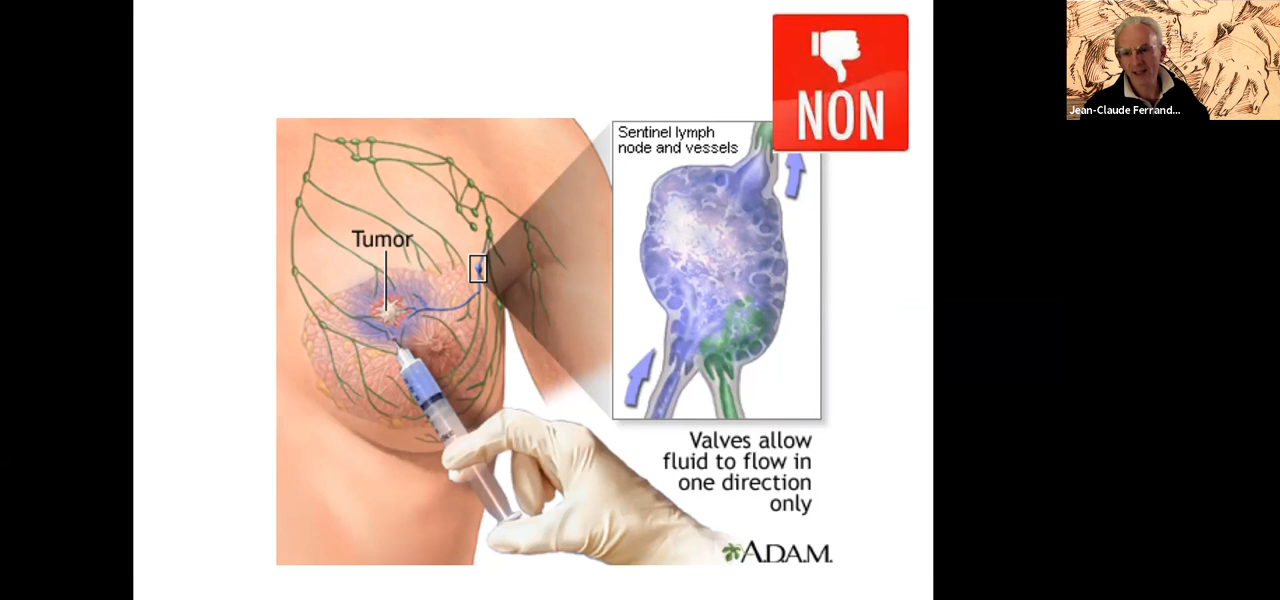 NON
Jean-Claude Ferrand...
Sentinel lymph
node and vessels
Tumor
Valves allow
fluid to flow in
one direction
only
A.D.A.M.